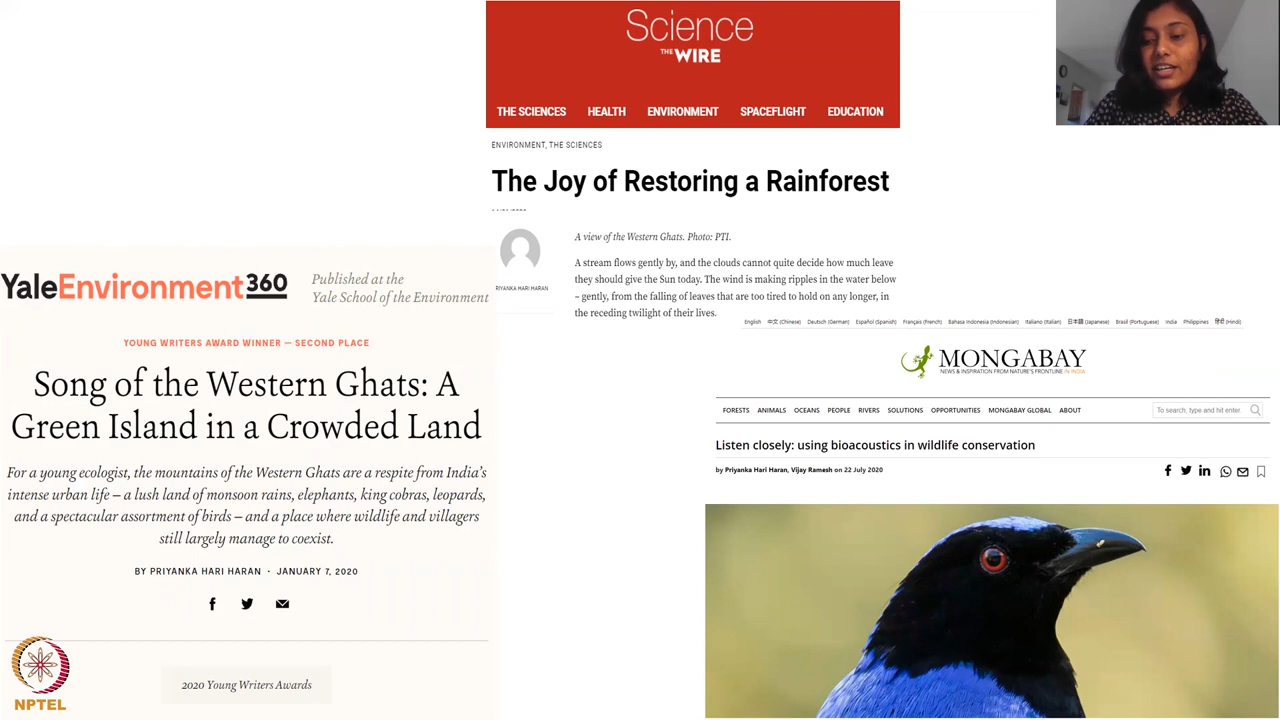 Science
THE WIRE
THE SCIENCES HEALTH ENVIRONMENT SPACEFLIGHT EDUCATION
ENVIRONMENT, THE SCIENCES
The Joy of Restoring a Rainforest
RIYANKA HARI HARAN
A view of the Western Ghats. Photo: PTI.
A stream flows gently by, and the clouds cannot quite decide how much leave
they should give the Sun today. The wind is making ripples in the water below
– gently, from the falling of leaves that are too tired to hold on any longer, in
the receding twilight of their lives.
YaleEnvironment360
Published at the
Yale School of the Environment
YOUNG WRITERS AWARD WINNER — SECOND PLACE
Song of the Western Ghats: A
Green Island in a Crowded Land
For a young ecologist, the mountains of the Western Ghats are a respite from India’s
intense urban life – a lush land of monsoon rains, elephants, king cobras, leopards,
and a spectacular assortment of birds – and a place where wildlife and villagers
still largely manage to coexist.
BY PRIYANKA HARI HARAN · JANUARY 7, 2020
2020 Young Writers Awards
NPTEL
English 中文 (Chinese) Deutsch (German) Español (Spanish) Français (French) Bahasa Indonesia (Indonesian) Italiano (Italian) 日本語 (Japanese) Brasil (Portuguese) India Philippines हिंदी (Hindi)
MONGABAY
NEWS & INSPIRATION FROM NATURE'S FRONTLINE IN INDIA
FORESTS ANIMALS OCEANS PEOPLE RIVERS SOLUTIONS OPPORTUNITIES MONGABAY GLOBAL ABOUT
To search, type and hit enter.
Listen closely: using bioacoustics in wildlife conservation
by Priyanka Hari Haran, Vijay Ramesh on 22 July 2020